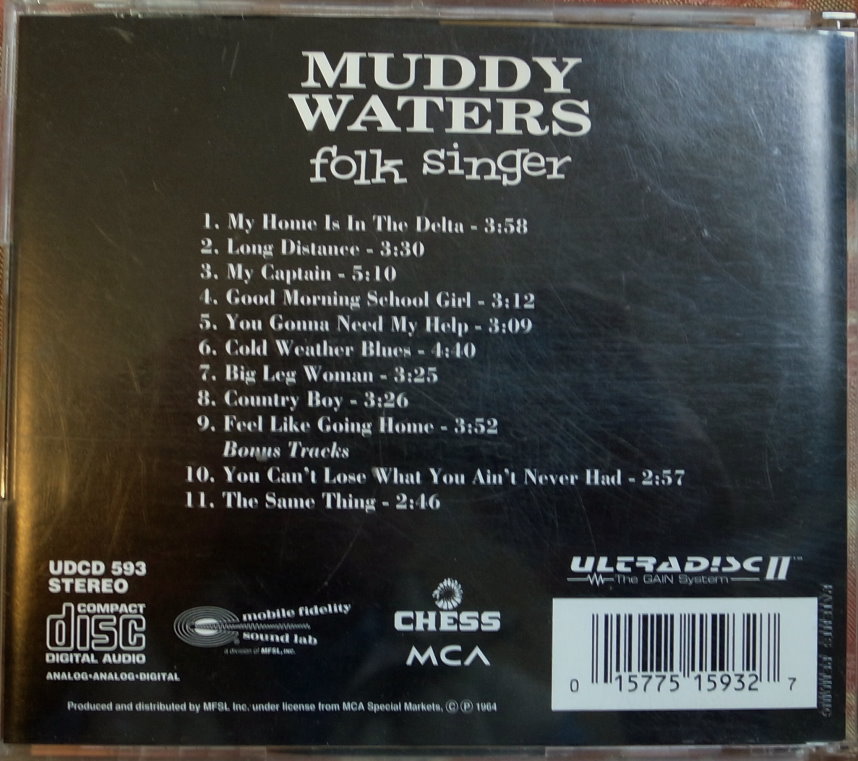 MUDDY
WATERS
folk singer
1. My Home Is In The Delta - 3:58
2. Long Distance - 3:30
3. My Captain - 5:10
4. Good Morning School Girl - 3:12
5. You Gonna Need My Help - 3:09
6. Cold Weather Blues - 4:40
7. Big Leg Woman - 3:25
8. Country Boy - 3:26
9. Feel Like Going Home - 3:52
Bonus Tracks
10. You Can't Lose What You Ain't Never Had - 2:57
11. The Same Thing - 2:46
UDCD 593
STEREO
COMPACT
disc
DIGITAL AUDIO
ANALOG•ANALOG•DIGITAL
mobile fidelity
sound lab
a division of MFSL, INC.
CHESS
MCA
ULTRADISC II™
The GAIN System
0 15775 15932 7
Produced and distributed by MFSL Inc. under license from MCA Special Markets, © ℗ 1964